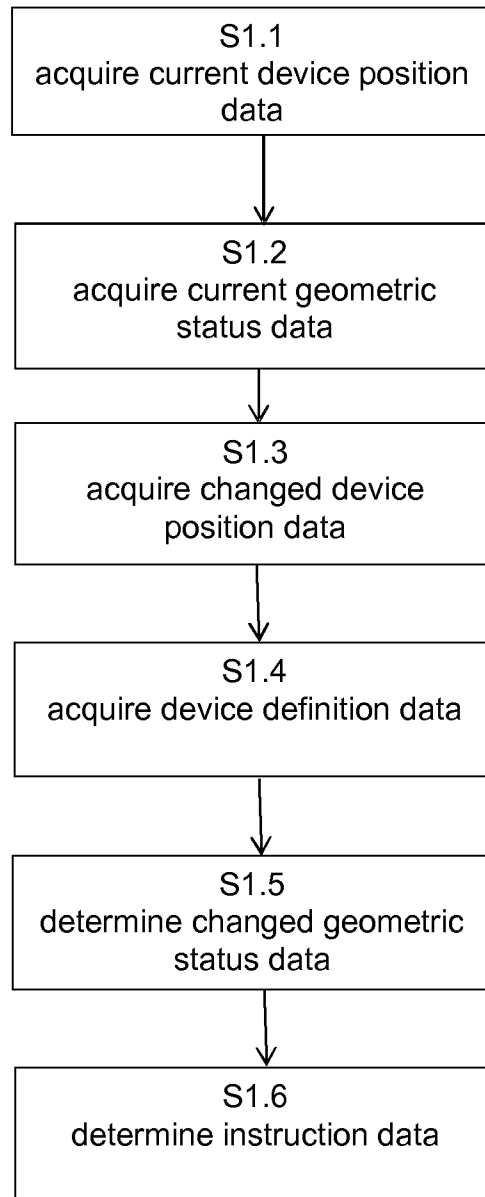 S1.1
acquire current device position
data
S1.2
acquire current geometric
status data
S1.3
acquire changed device
position data
S1.4
acquire device definition data
S1.5
determine changed geometric
status data
S1.6
determine instruction data